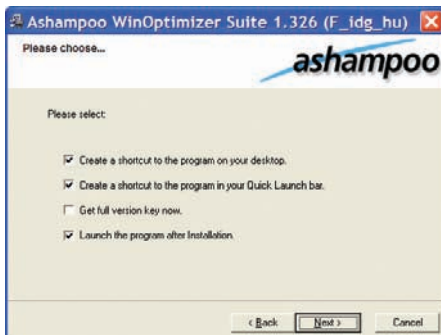 Ashampoo WinOptimizer Suite 1.326 (F_idg_hu)
Please choose...
ashampoo
Please select:
Create a shortcut to the program on your desktop.
Create a shortcut to the program in your Quick Launch bar.
Get full version key now.
Launch the program after Installation.
< Back Next > Cancel